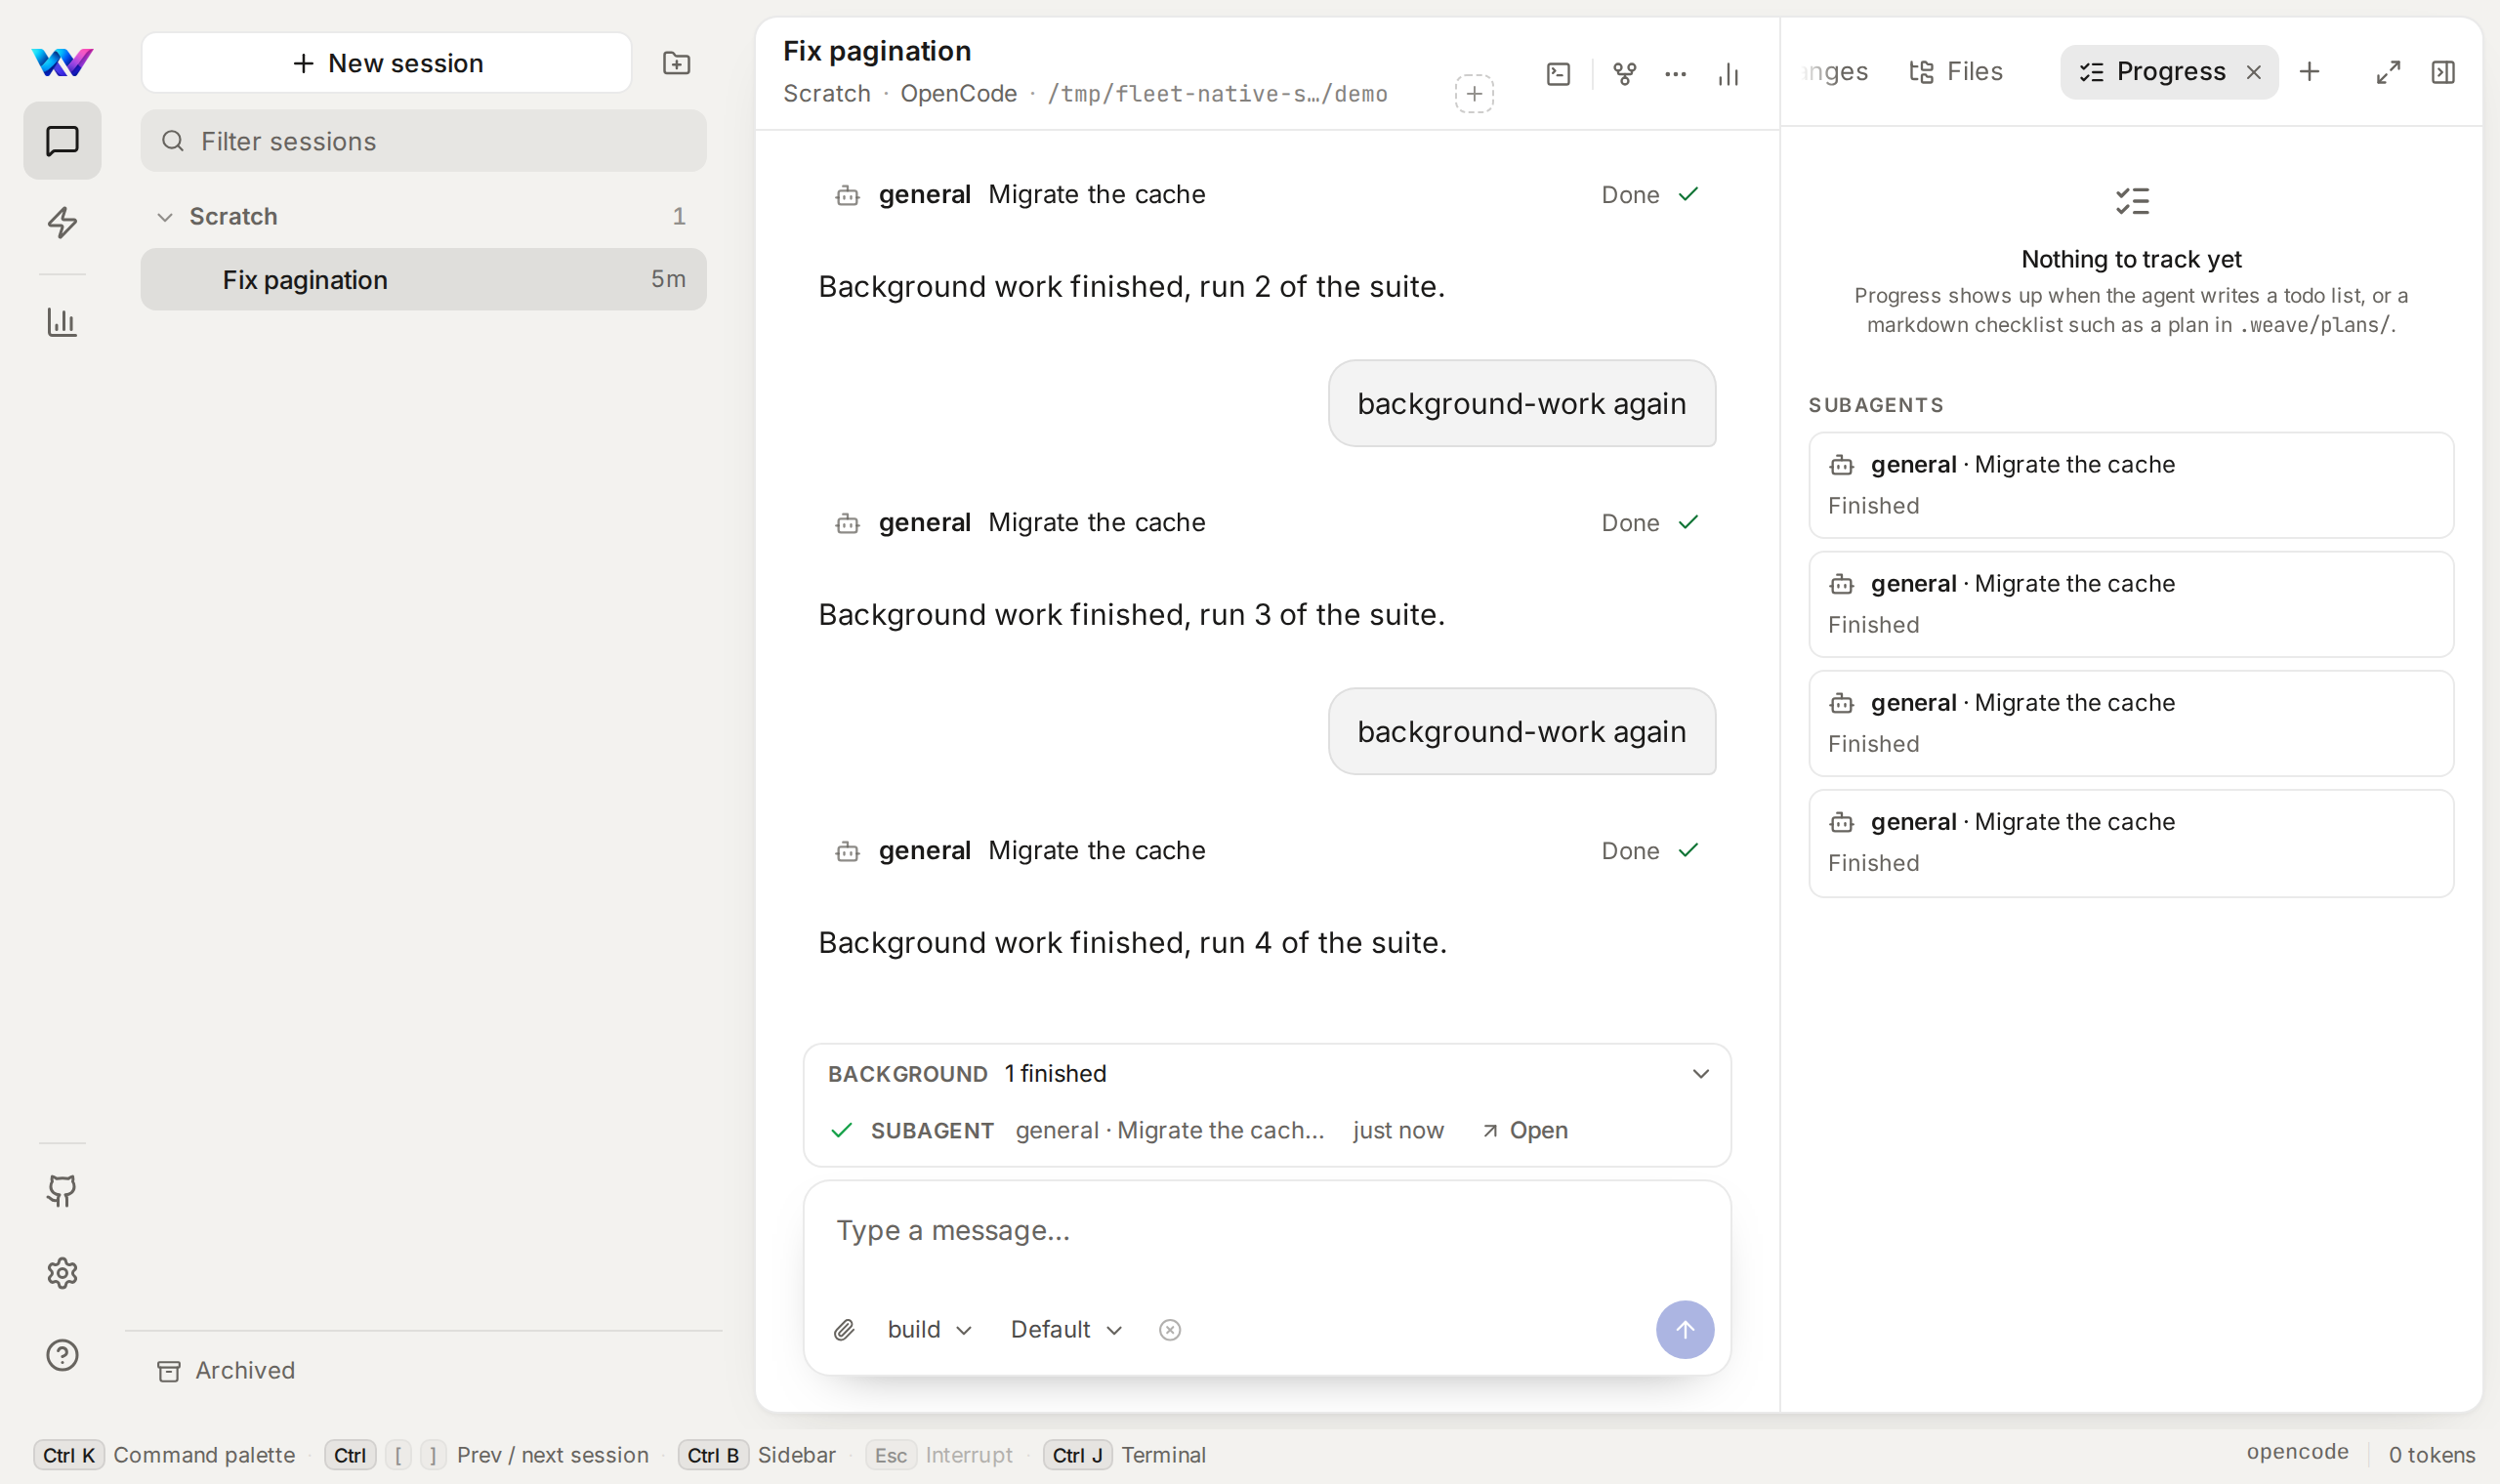 New session
Filter sessions
Scratch 1
Fix pagination 5m
Archived
Fix pagination
Scratch · OpenCode · /tmp/fleet-native-s…/demo
general Migrate the cache Done
Background work finished, run 2 of the suite.
background-work again
general Migrate the cache Done
Background work finished, run 3 of the suite.
background-work again
general Migrate the cache Done
Background work finished, run 4 of the suite.
BACKGROUND 1 finished
SUBAGENT general · Migrate the cach… just now Open
Type a message…
build Default
anges Files Progress
Nothing to track yet
Progress shows up when the agent writes a todo list, or a
markdown checklist such as a plan in .weave/plans/.
SUBAGENTS
general · Migrate the cache
Finished
general · Migrate the cache
Finished
general · Migrate the cache
Finished
general · Migrate the cache
Finished
Ctrl K Command palette · Ctrl [ ] Prev / next session · Ctrl B Sidebar · Esc Interrupt · Ctrl J Terminal
opencode 0 tokens